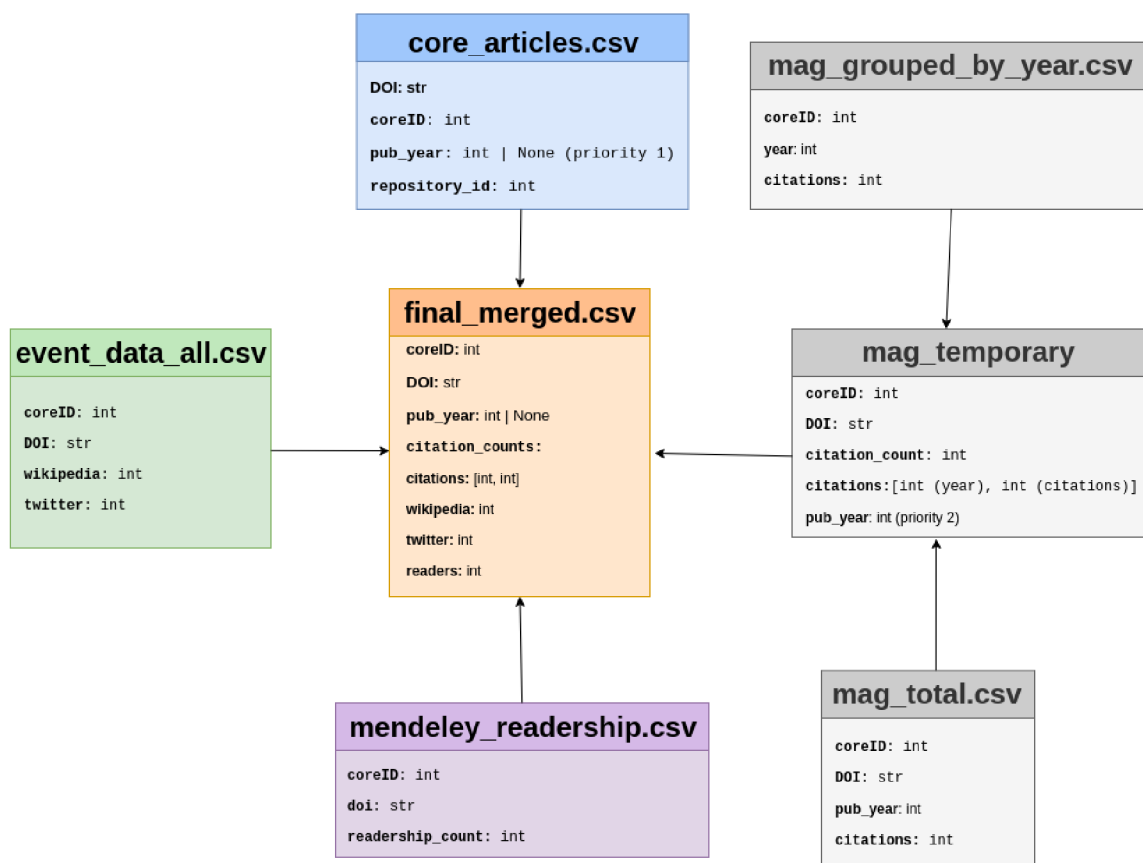 core_articles.csv
DOI: str
coreID: int
pub_year: int | None (priority 1)
repository_id: int
mag_grouped_by_year.csv
coreID: int
year: int
citations: int
event_data_all.csv
coreID: int
DOI: str
wikipedia: int
twitter: int
final_merged.csv
coreID: int
DOI: str
pub_year: int | None
citation_counts:
citations: [int, int]
wikipedia: int
twitter: int
readers: int
mag_temporary
coreID: int
DOI: str
citation_count: int
citations:[int (year), int (citations)]
pub_year: int (priority 2)
mendeley_readership.csv
coreID: int
doi: str
readership_count: int
mag_total.csv
coreID: int
DOI: str
pub_year: int
citations: int